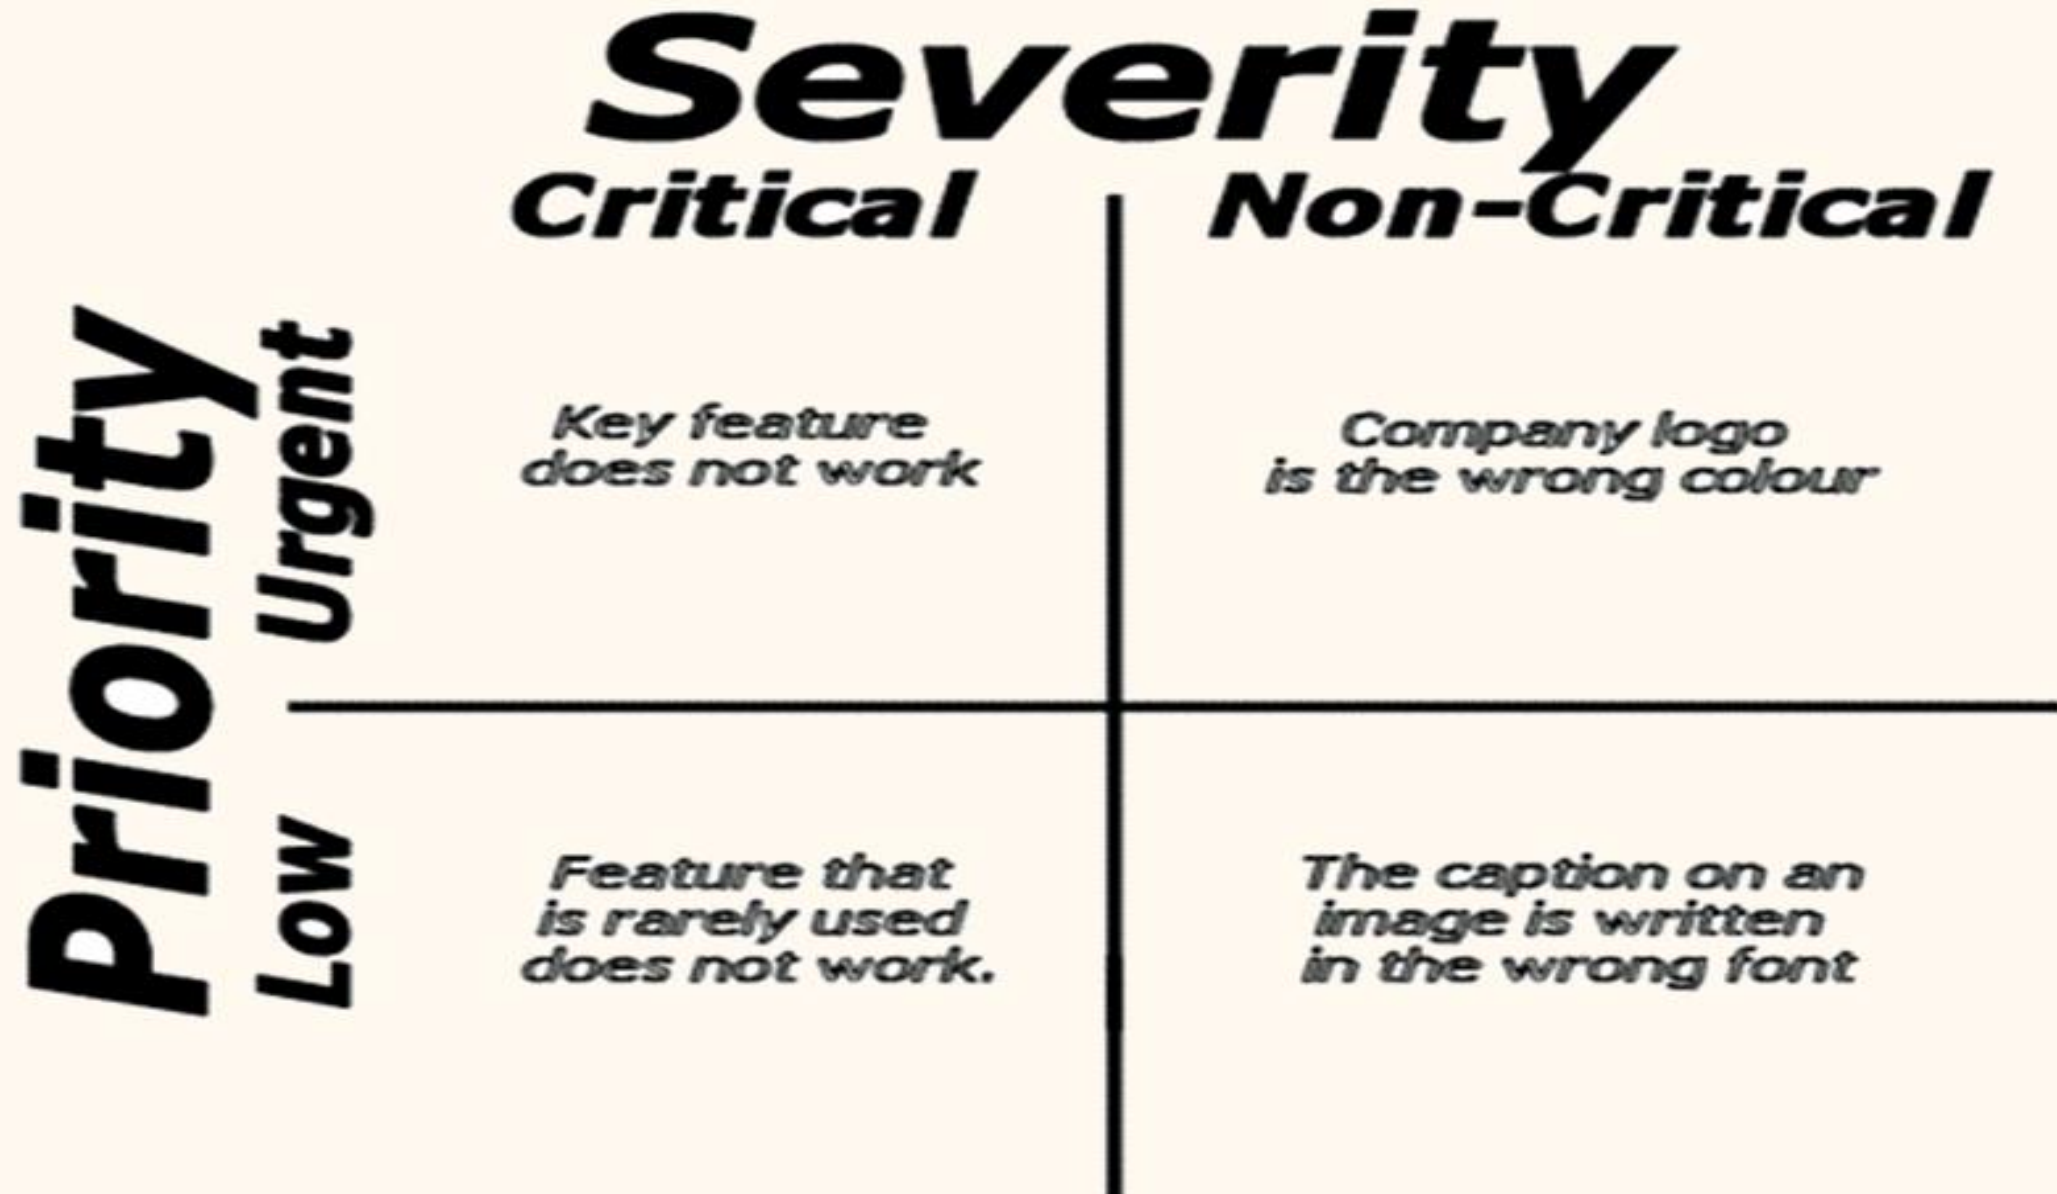 Severity
Critical
Non-Critical
Priority
Urgent
Key feature
does not work
Company logo
is the wrong colour
Low
Feature that
is rarely used
does not work.
The caption on an
image is written
in the wrong font